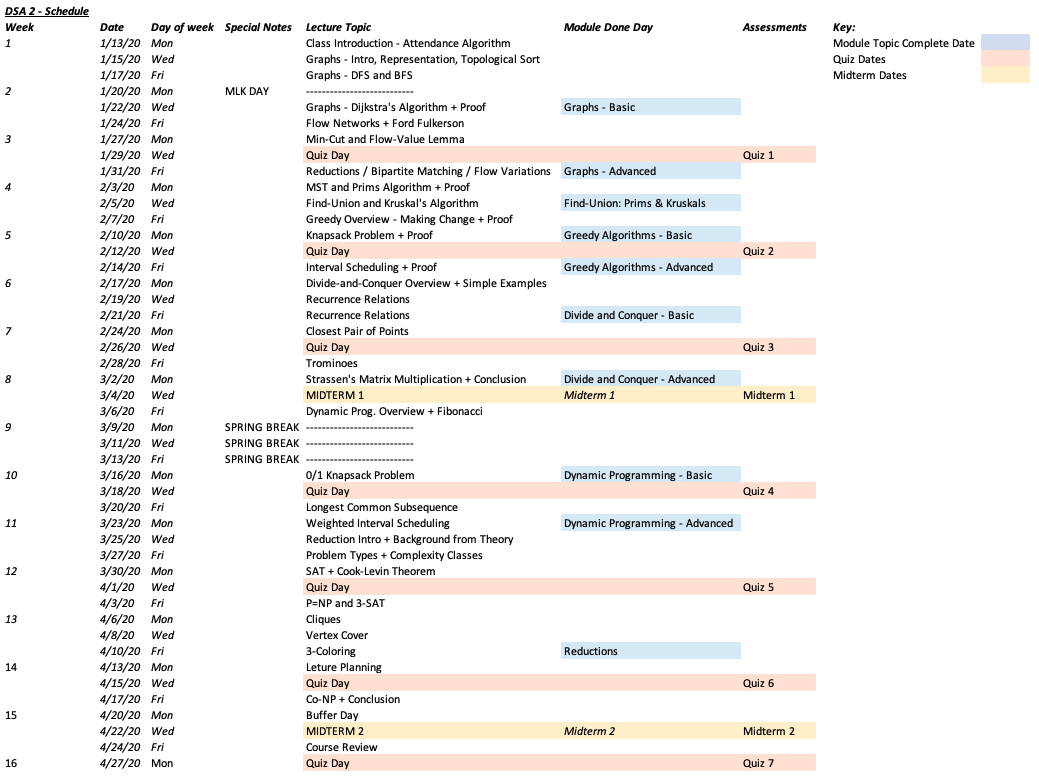 DSA 2 - Schedule
Week Date Day of week Special Notes Lecture Topic Module Done Day Assessments Key:
1 1/13/20 Mon Class Introduction - Attendance Algorithm Module Topic Complete Date
1/15/20 Wed Graphs - Intro, Representation, Topological Sort Quiz Dates
1/17/20 Fri Graphs - DFS and BFS Midterm Dates
2 1/20/20 Mon MLK DAY ---------------------------
1/22/20 Wed Graphs - Dijkstra's Algorithm + Proof Graphs - Basic
1/24/20 Fri Flow Networks + Ford Fulkerson
3 1/27/20 Mon Min-Cut and Flow-Value Lemma
1/29/20 Wed Quiz Day Quiz 1
1/31/20 Fri Reductions / Bipartite Matching / Flow Variations Graphs - Advanced
4 2/3/20 Mon MST and Prims Algorithm + Proof
2/5/20 Wed Find-Union and Kruskal's Algorithm Find-Union: Prims & Kruskals
2/7/20 Fri Greedy Overview - Making Change + Proof
5 2/10/20 Mon Knapsack Problem + Proof Greedy Algorithms - Basic
2/12/20 Wed Quiz Day Quiz 2
2/14/20 Fri Interval Scheduling + Proof Greedy Algorithms - Advanced
6 2/17/20 Mon Divide-and-Conquer Overview + Simple Examples
2/19/20 Wed Recurrence Relations
2/21/20 Fri Recurrence Relations Divide and Conquer - Basic
7 2/24/20 Mon Closest Pair of Points
2/26/20 Wed Quiz Day Quiz 3
2/28/20 Fri Trominoes
8 3/2/20 Mon Strassen's Matrix Multiplication + Conclusion Divide and Conquer - Advanced
3/4/20 Wed MIDTERM 1 Midterm 1 Midterm 1
3/6/20 Fri Dynamic Prog. Overview + Fibonacci
9 3/9/20 Mon SPRING BREAK ---------------------------
3/11/20 Wed SPRING BREAK ---------------------------
3/13/20 Fri SPRING BREAK ---------------------------
10 3/16/20 Mon 0/1 Knapsack Problem Dynamic Programming - Basic
3/18/20 Wed Quiz Day Quiz 4
3/20/20 Fri Longest Common Subsequence
11 3/23/20 Mon Weighted Interval Scheduling Dynamic Programming - Advanced
3/25/20 Wed Reduction Intro + Background from Theory
3/27/20 Fri Problem Types + Complexity Classes
12 3/30/20 Mon SAT + Cook-Levin Theorem
4/1/20 Wed Quiz Day Quiz 5
4/3/20 Fri P=NP and 3-SAT
13 4/6/20 Mon Cliques
4/8/20 Wed Vertex Cover
4/10/20 Fri 3-Coloring Reductions
14 4/13/20 Mon Leture Planning
4/15/20 Wed Quiz Day Quiz 6
4/17/20 Fri Co-NP + Conclusion
15 4/20/20 Mon Buffer Day
4/22/20 Wed MIDTERM 2 Midterm 2 Midterm 2
4/24/20 Fri Course Review
16 4/27/20 Mon Quiz Day Quiz 7